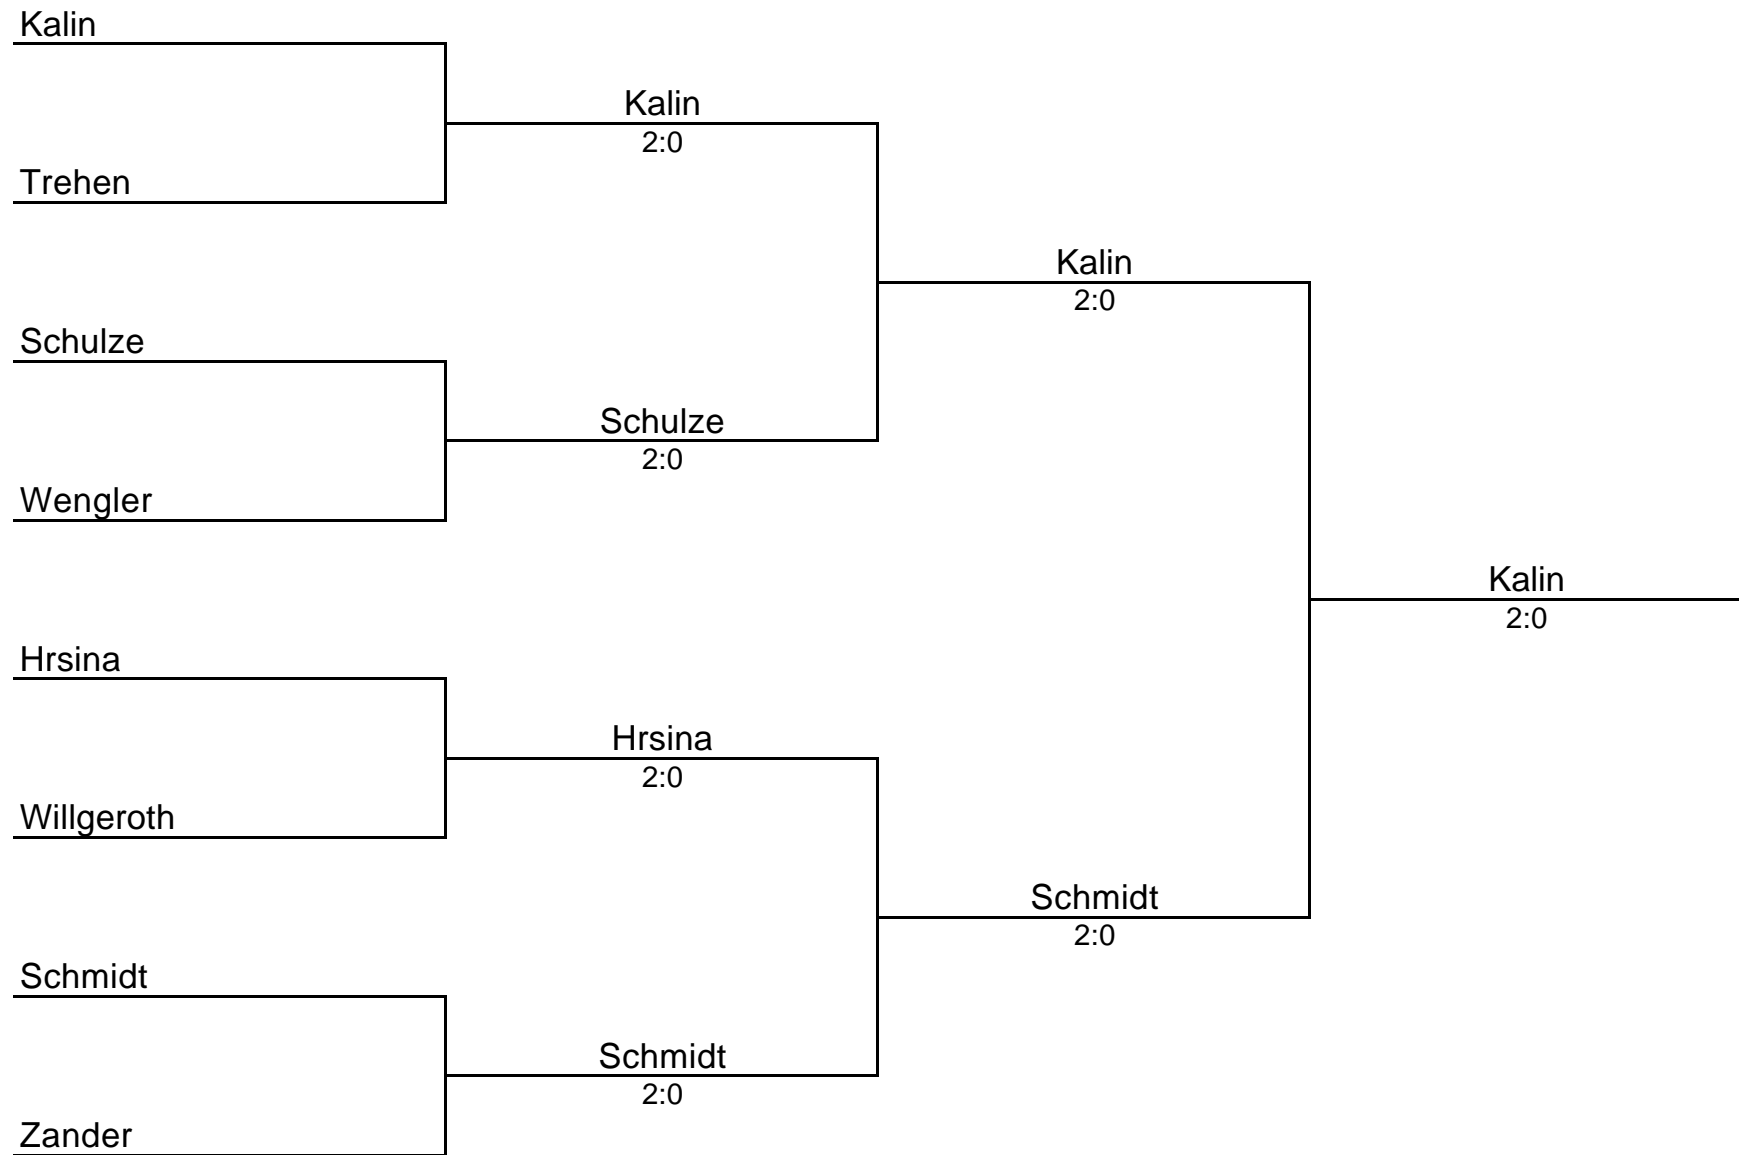 Kalin
Kalin
2:0
Trehen
Kalin
2:0
Schulze
Schulze
2:0
Wengler
Kalin
2:0
Hrsina
Hrsina
2:0
Willgeroth
Schmidt
2:0
Schmidt
Schmidt
2:0
Zander